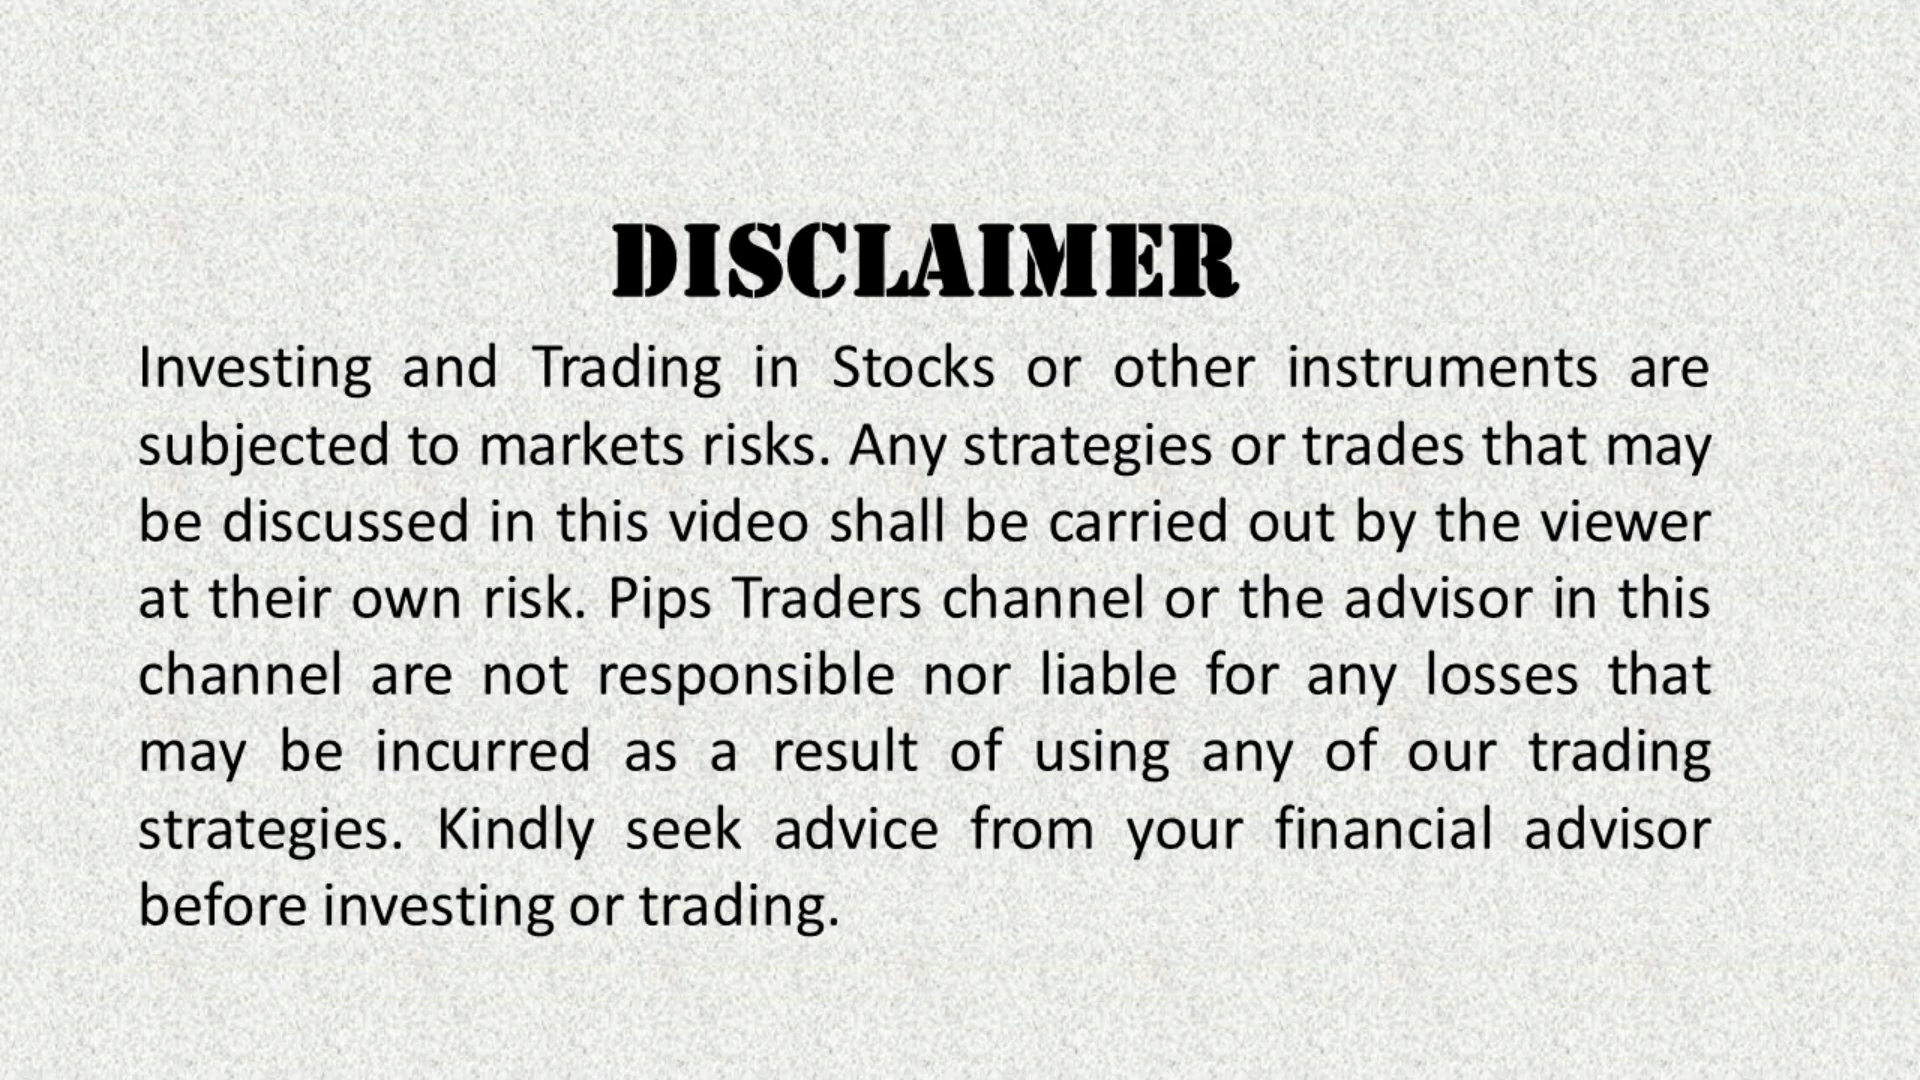 DISCLAIMER
Investing and Trading in Stocks or other instruments are
subjected to markets risks. Any strategies or trades that may
be discussed in this video shall be carried out by the viewer
at their own risk. Pips Traders channel or the advisor in this
channel are not responsible nor liable for any losses that
may be incurred as a result of using any of our trading
strategies. Kindly seek advice from your financial advisor
before investing or trading.